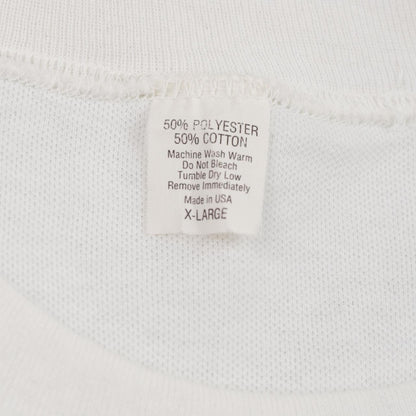 50% POLYESTER
50% COTTON
Machine Wash Warm
Do Not Bleach
Tumble Dry Low
Remove Immediately
Made in USA
X-LARGE